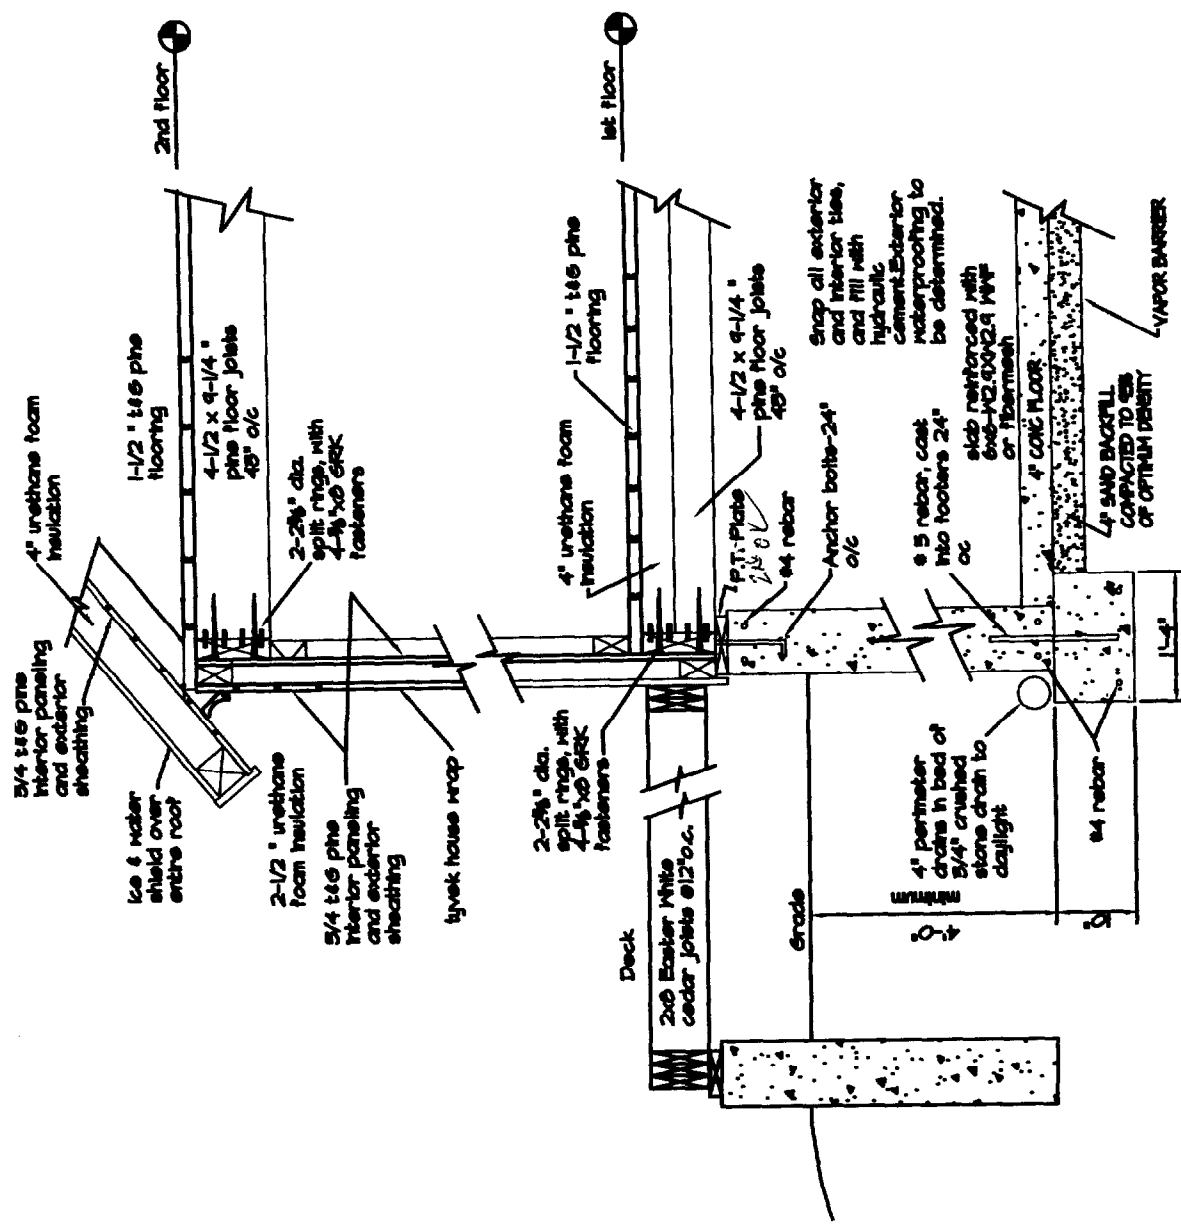 2nd floor
1st floor
4" urethane foam
insulation
3/4 t&G pine
interior paneling
and exterior
sheathing
Ice & water
shield over
entire roof
1-1/2 " t&G pine
flooring
4-1/2 x 9-1/4 "
pine floor joists
48" o/c
2-2⅝" dia.
split rings, with
4-⅜"x8 GRK
fasteners
2-1/2 " urethane
foam insulation
3/4 t&G pine
interior paneling
and exterior
sheathing
tyvek house wrap
1-1/2 " t&G pine
flooring
4" urethane foam
insulation
4-1/2 x 9-1/4 "
pine floor joists
48" o/c
2-2⅝" dia.
split rings, with
4-⅜"x8 GRK
fasteners
Deck
2x8 Easter White
cedar joists @12"o.c.
P.T. Plate
#4 rebar
Anchor bolts-24"
o/c
Snap all exterior
and interior ties,
and fill with
hydraulic
cement.Exterior
waterproofing to
be determined.
Grade
4'-0"
minimum
4" perimeter
drains in bed of
3/4" crushed
stone drain to
daylight
# 5 rebar, cast
into footers 24"
oc
slab reinforced with
6x6-W2.9XW2.9 WWF
or fibermesh
4" CONC FLOOR
4" SAND BACKFILL
COMPACTED TO 95%
OF OPTIMUM DENSITY
VAPOR BARRIER
#4 rebar
1'-4"